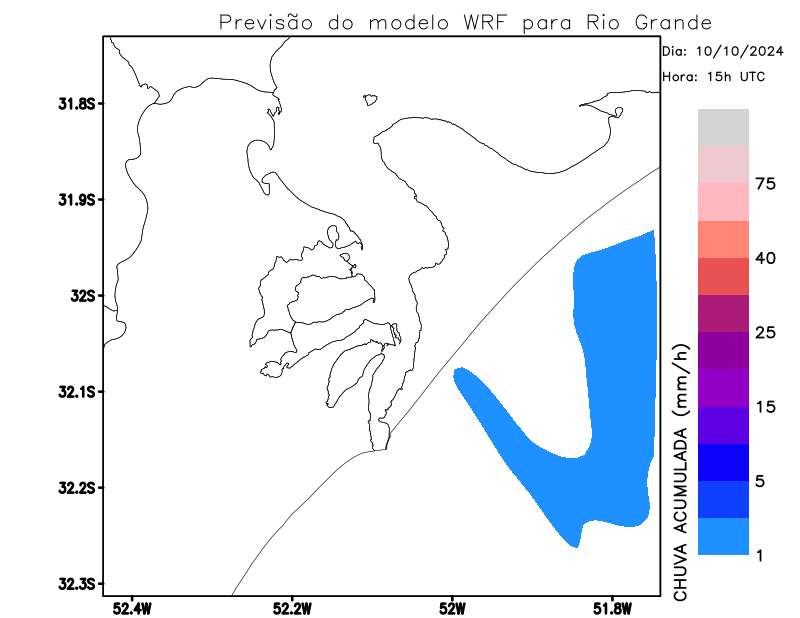 Previsão do modelo WRF para Rio Grande
Dia: 10/10/2024
Hora: 15h UTC
31.8S
31.9S
32S
32.1S
32.2S
32.3S
52.4W
52.2W
52W
51.8W
75
40
25
15
5
1
CHUVA ACUMULADA (mm/h)